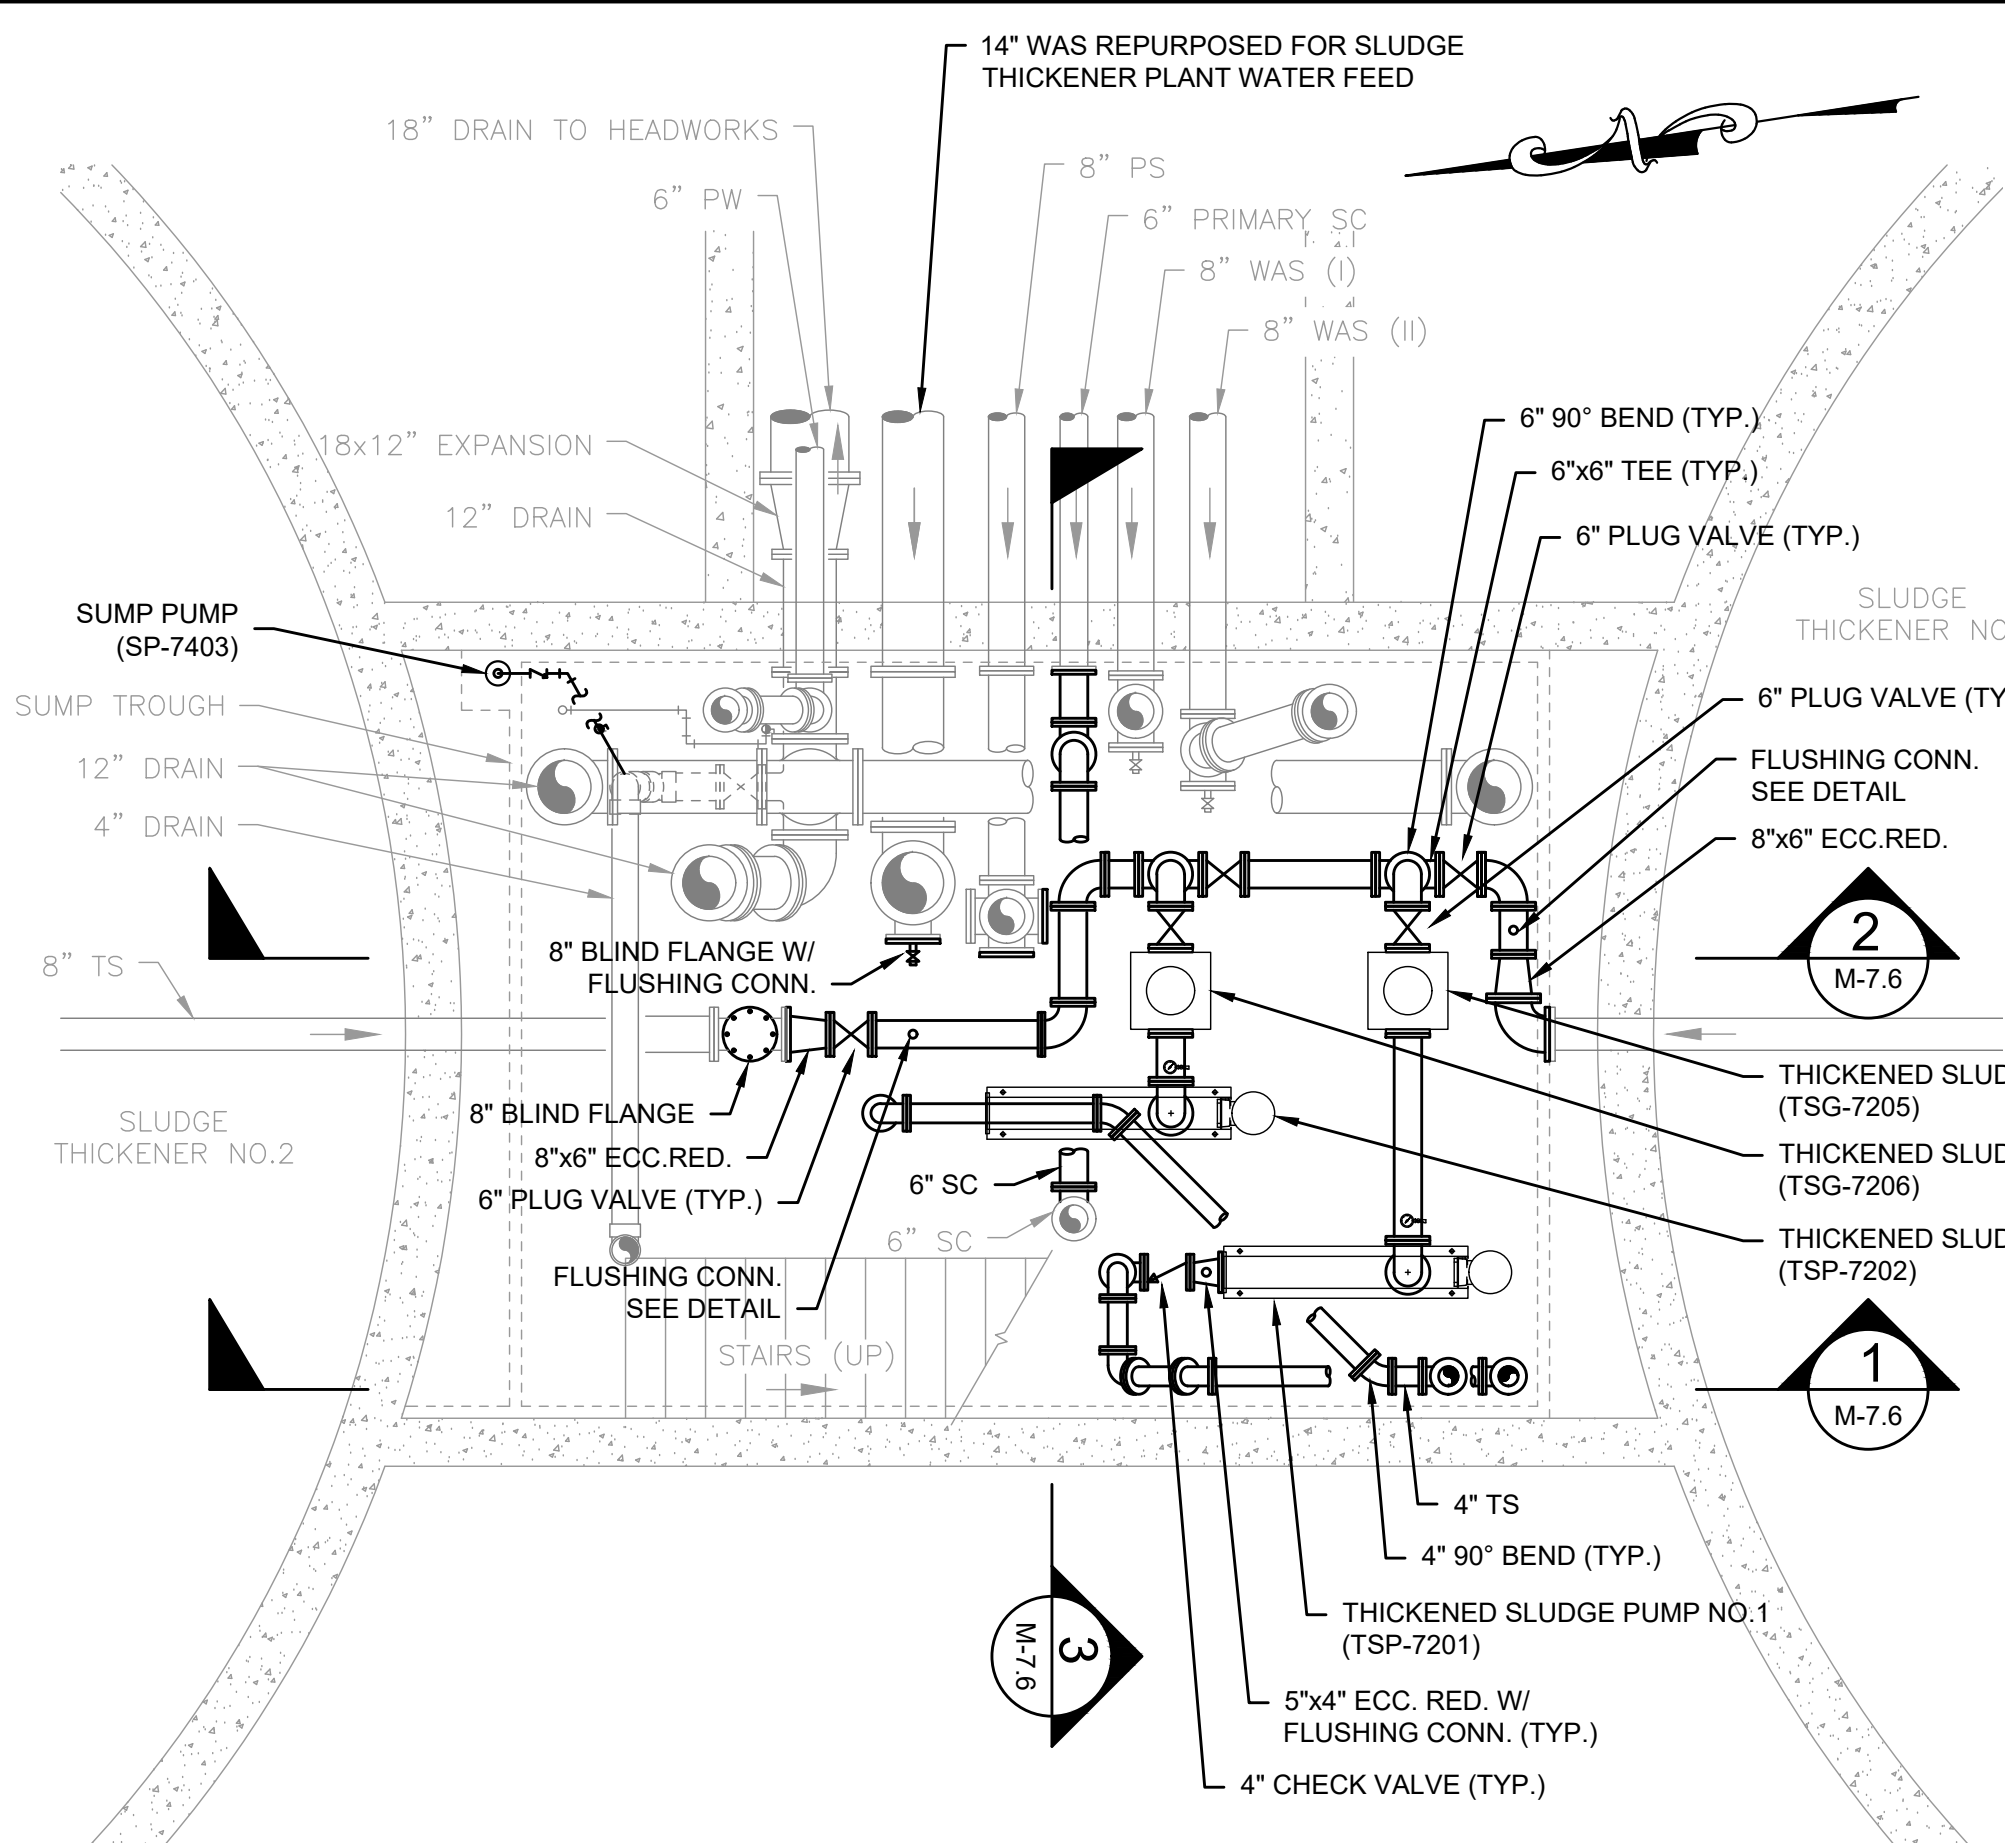 14" WAS REPURPOSED FOR SLUDGE
THICKENER PLANT WATER FEED
18” DRAIN TO HEADWORKS
8” PS
6” PW
6” PRIMARY SC
8” WAS (I)
8” WAS (II)
6" 90° BEND (TYP.)
18x12” EXPANSION
6"x6" TEE (TYP.)
12” DRAIN
6" PLUG VALVE (TYP.)
SUMP PUMP
(SP-7403)
SLUDGE
THICKENER NO
SUMP TROUGH
6" PLUG VALVE (TY
12” DRAIN
FLUSHING CONN.
SEE DETAIL
4” DRAIN
8"x6" ECC.RED.
8” TS
8" BLIND FLANGE W/
FLUSHING CONN.
2
M-7.6
8" BLIND FLANGE
THICKENED SLUD
(TSG-7205)
SLUDGE
THICKENER NO.2
8"x6" ECC.RED.
THICKENED SLUD
(TSG-7206)
6" PLUG VALVE (TYP.)
6" SC
6” SC
THICKENED SLUD
(TSP-7202)
FLUSHING CONN.
SEE DETAIL
STAIRS (UP)
1
M-7.6
4" TS
4" 90° BEND (TYP.)
THICKENED SLUDGE PUMP NO.1
(TSP-7201)
3
M-7.6
5"x4" ECC. RED. W/
FLUSHING CONN. (TYP.)
4" CHECK VALVE (TYP.)